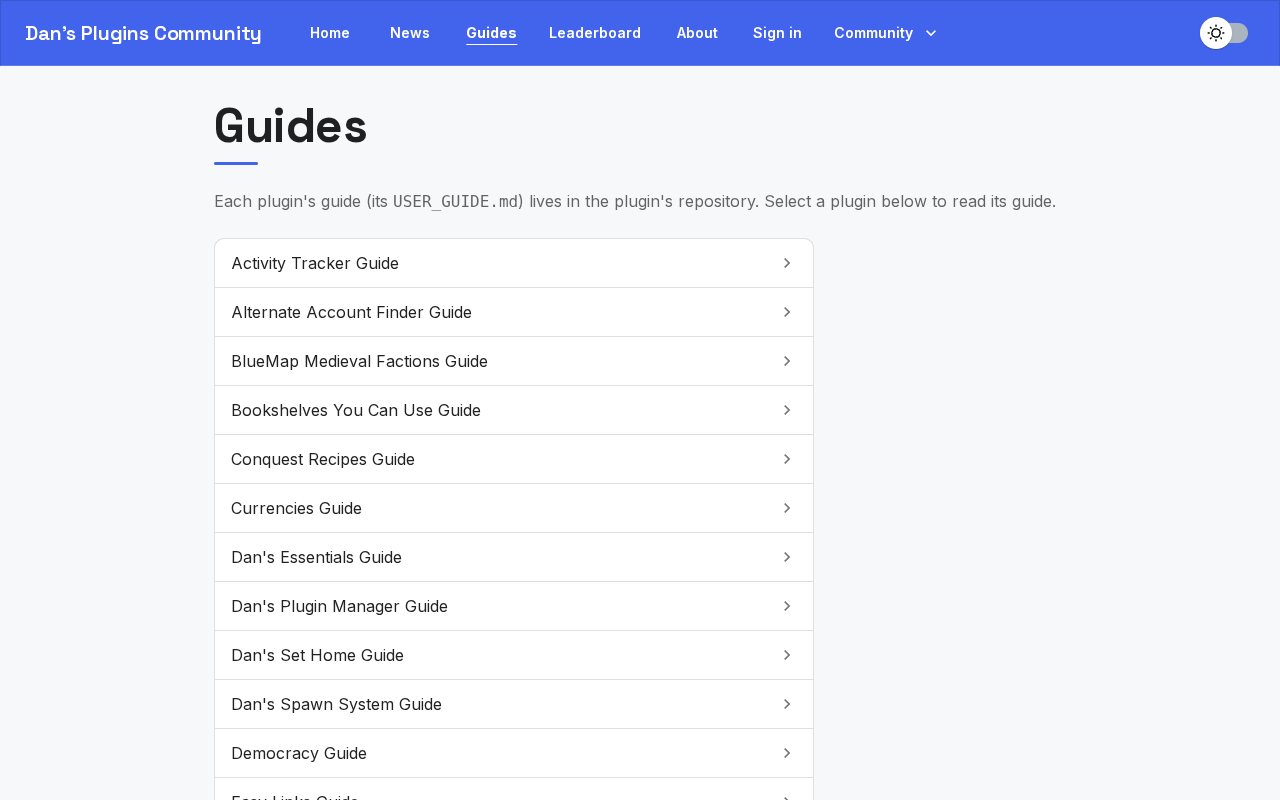 Dan's Plugins Community
Home
News
Guides
Leaderboard
About
Sign in
Community
Guides
Each plugin's guide (its USER_GUIDE.md) lives in the plugin's repository. Select a plugin below to read its guide.
Activity Tracker Guide
Alternate Account Finder Guide
BlueMap Medieval Factions Guide
Bookshelves You Can Use Guide
Conquest Recipes Guide
Currencies Guide
Dan's Essentials Guide
Dan's Plugin Manager Guide
Dan's Set Home Guide
Dan's Spawn System Guide
Democracy Guide
Easy Links Guide